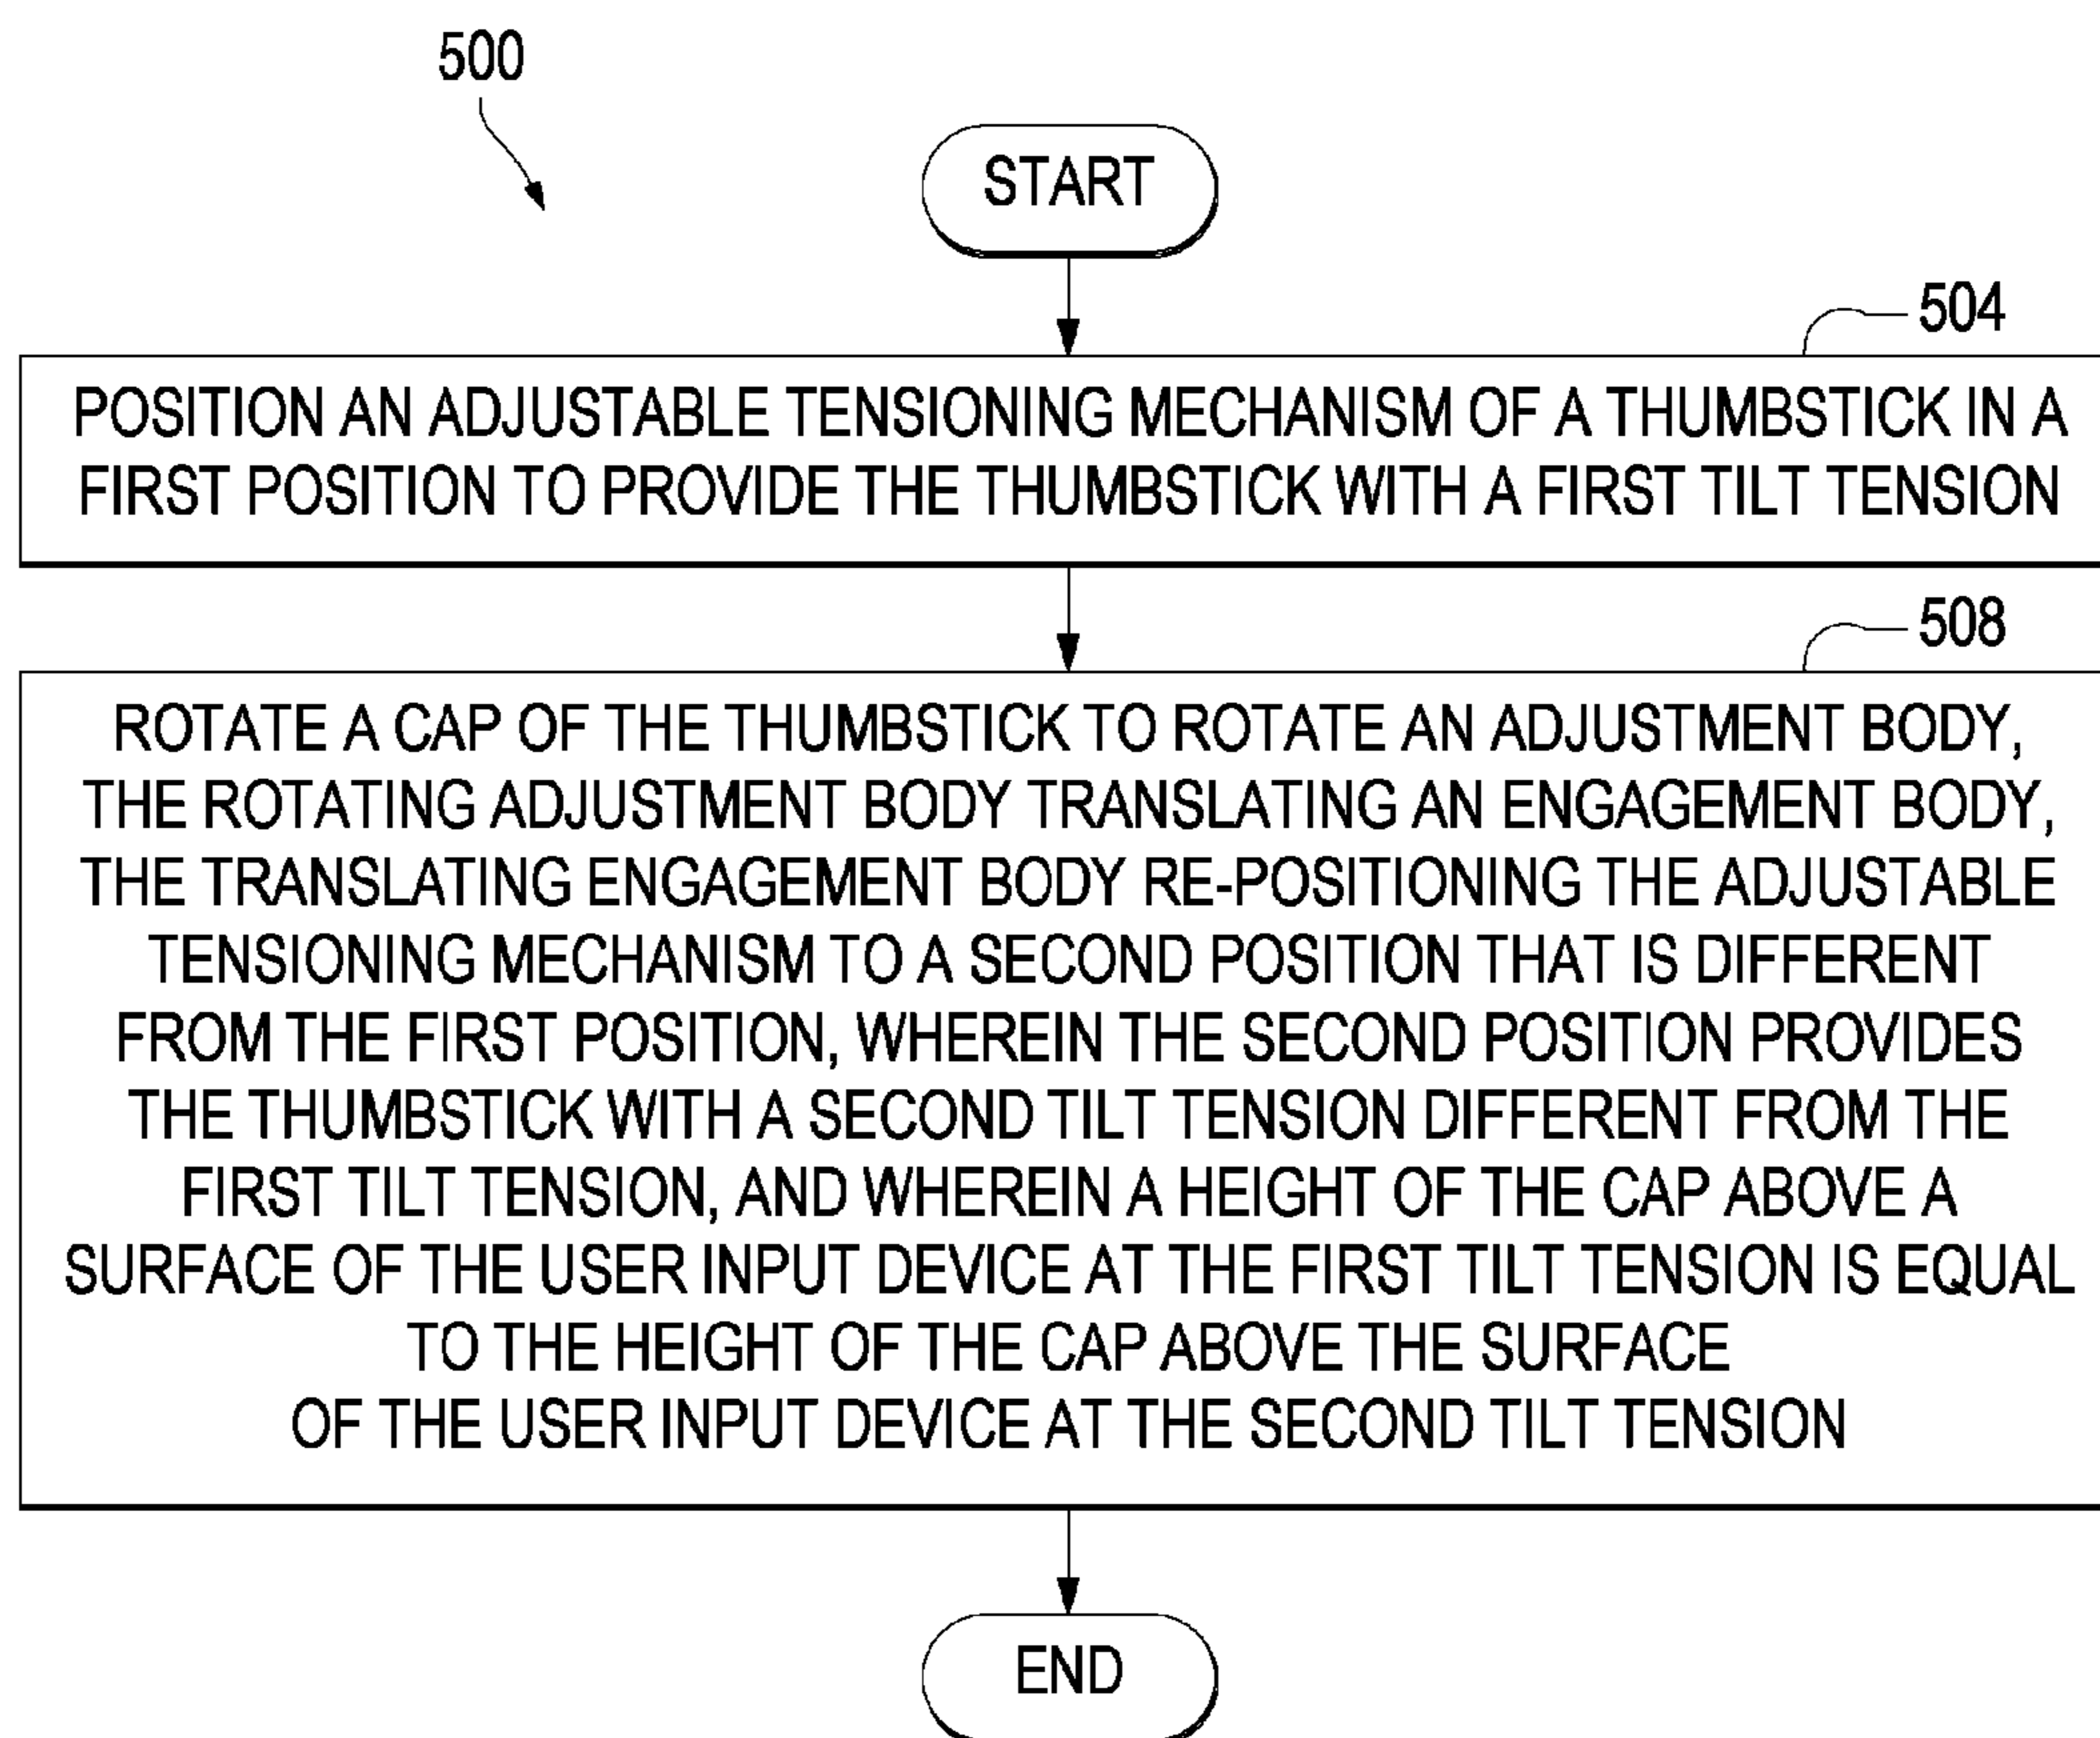 500
START
504
POSITION AN ADJUSTABLE TENSIONING MECHANISM OF A THUMBSTICK IN A
FIRST POSITION TO PROVIDE THE THUMBSTICK WITH A FIRST TILT TENSION
508
ROTATE A CAP OF THE THUMBSTICK TO ROTATE AN ADJUSTMENT BODY,
THE ROTATING ADJUSTMENT BODY TRANSLATING AN ENGAGEMENT BODY,
THE TRANSLATING ENGAGEMENT BODY RE-POSITIONING THE ADJUSTABLE
TENSIONING MECHANISM TO A SECOND POSITION THAT IS DIFFERENT
FROM THE FIRST POSITION, WHEREIN THE SECOND POSITION PROVIDES
THE THUMBSTICK WITH A SECOND TILT TENSION DIFFERENT FROM THE
FIRST TILT TENSION, AND WHEREIN A HEIGHT OF THE CAP ABOVE A
SURFACE OF THE USER INPUT DEVICE AT THE FIRST TILT TENSION IS EQUAL
TO THE HEIGHT OF THE CAP ABOVE THE SURFACE
OF THE USER INPUT DEVICE AT THE SECOND TILT TENSION
END